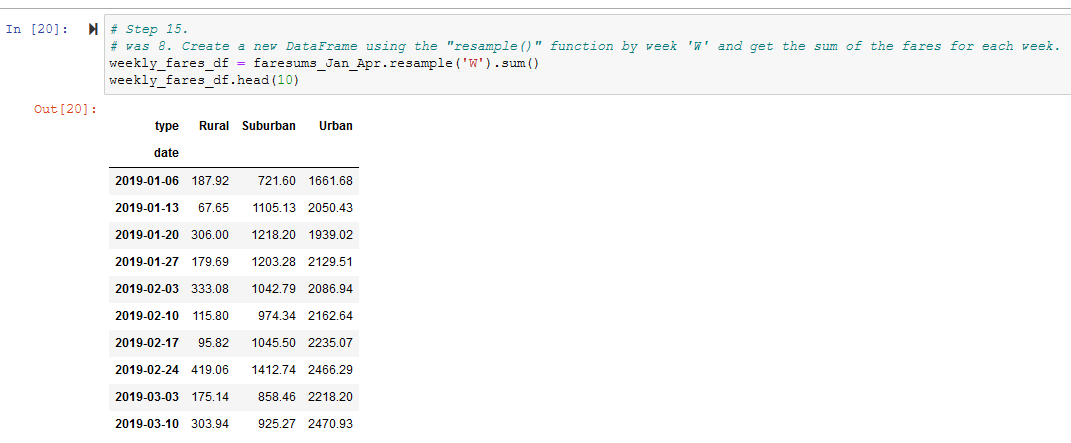 In [20]:
# Step 15.
# was 8. Create a new DataFrame using the "resample()" function by week 'W' and get the sum of the fares for each week.
weekly_fares_df = faresums_Jan_Apr.resample('W').sum()
weekly_fares_df.head(10)
Out[20]:
type Rural Suburban Urban
date
2019-01-06 187.92 721.60 1661.68
2019-01-13 67.65 1105.13 2050.43
2019-01-20 306.00 1218.20 1939.02
2019-01-27 179.69 1203.28 2129.51
2019-02-03 333.08 1042.79 2086.94
2019-02-10 115.80 974.34 2162.64
2019-02-17 95.82 1045.50 2235.07
2019-02-24 419.06 1412.74 2466.29
2019-03-03 175.14 858.46 2218.20
2019-03-10 303.94 925.27 2470.93